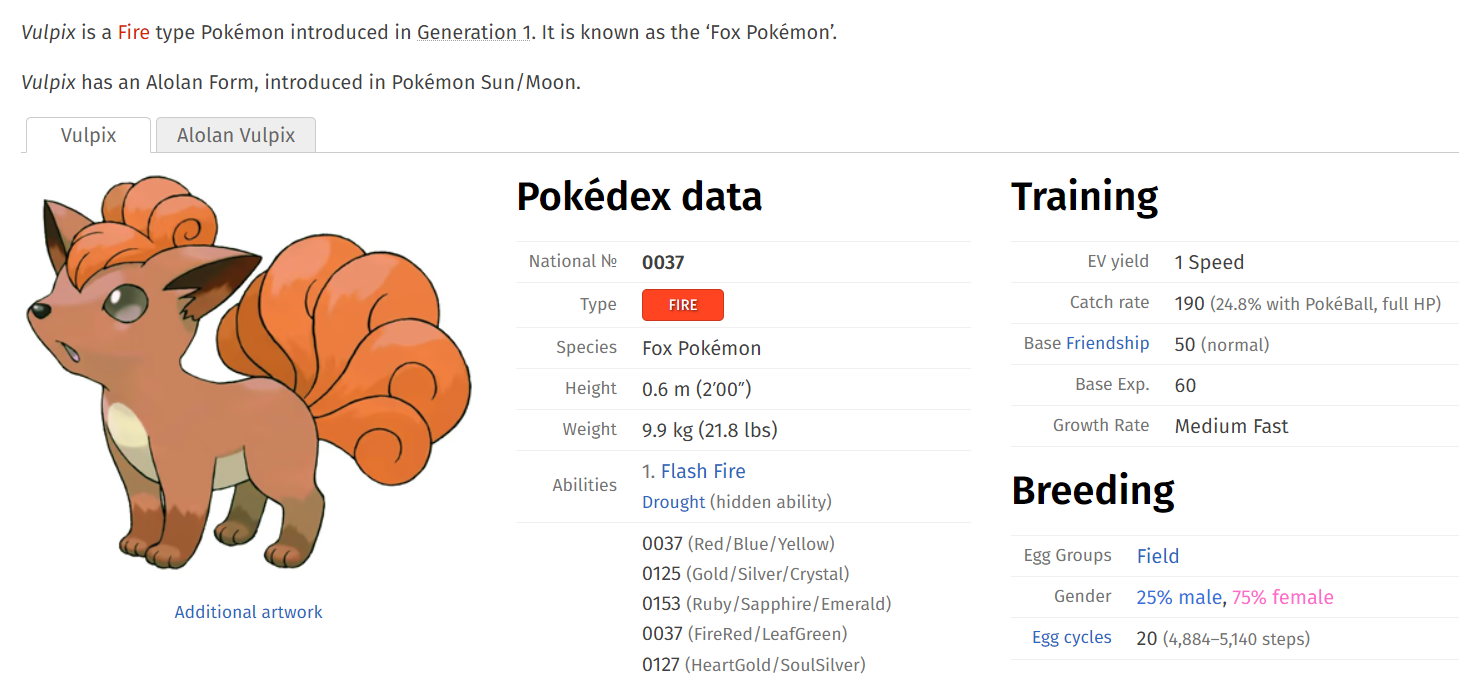 Vulpix is a Fire type Pokémon introduced in Generation 1. It is known as the ‘Fox Pokémon’.
Vulpix has an Alolan Form, introduced in Pokémon Sun/Moon.
Vulpix
Alolan Vulpix
Additional artwork
Pokédex data
National № 0037
Type FIRE
Species Fox Pokémon
Height 0.6 m (2′00″)
Weight 9.9 kg (21.8 lbs)
Abilities
1. Flash Fire
Drought (hidden ability)
0037 (Red/Blue/Yellow)
0125 (Gold/Silver/Crystal)
0153 (Ruby/Sapphire/Emerald)
0037 (FireRed/LeafGreen)
0127 (HeartGold/SoulSilver)
Training
EV yield 1 Speed
Catch rate 190 (24.8% with PokéBall, full HP)
Base Friendship 50 (normal)
Base Exp. 60
Growth Rate Medium Fast
Breeding
Egg Groups Field
Gender 25% male, 75% female
Egg cycles 20 (4,884–5,140 steps)